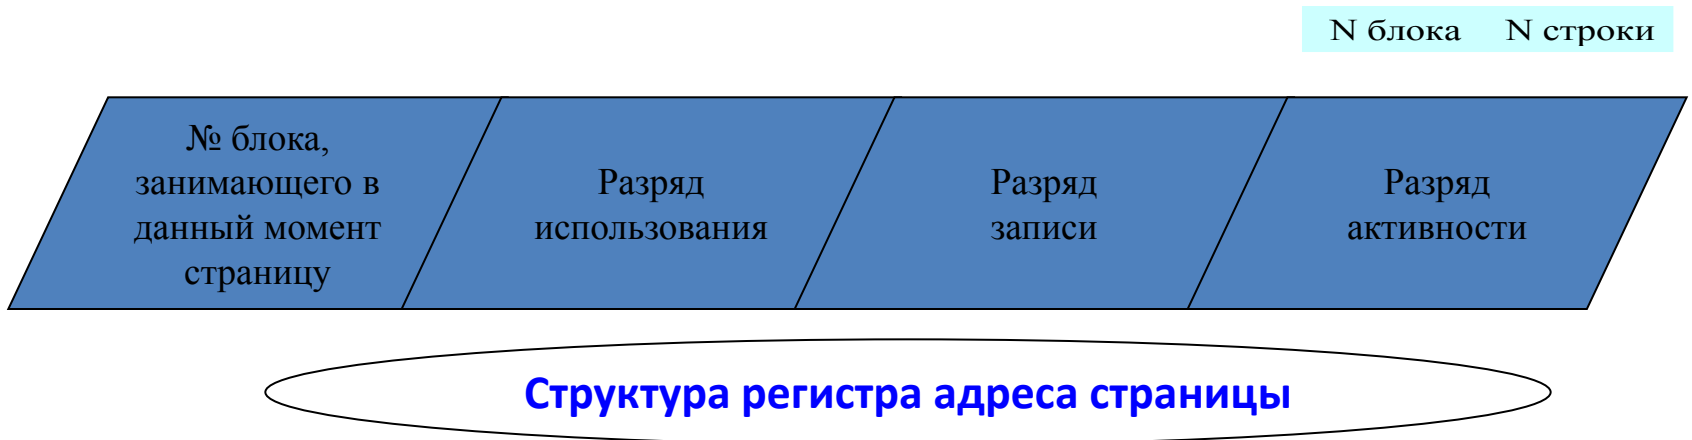 N блока N строки
№ блока,
занимающего в
данный момент
страницу
Разряд
использования
Разряд
записи
Разряд
активности
Структура регистра адреса страницы